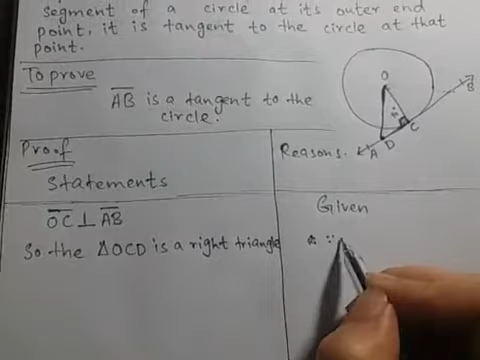 segment of a circle at its outer end
point, it is tangent to the circle at that
point.
To prove
AB is a tangent to the
circle.
O
B
C
D
A
Proof
Reasons.
Statements
OC ⊥ AB
Given
So the ΔOCD is a right triangle
∵